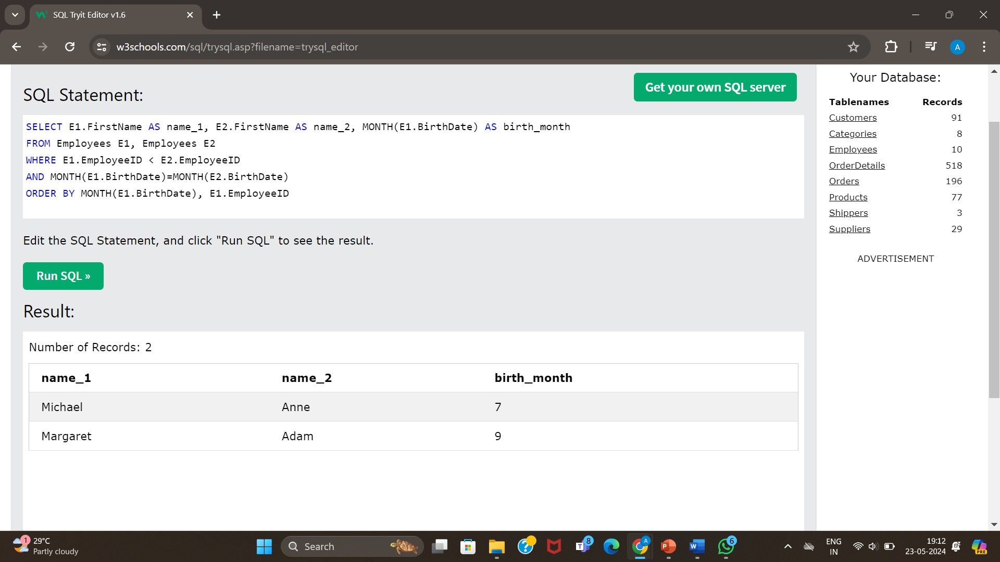 SQL Tryit Editor v1.6
w3schools.com/sql/trysql.asp?filename=trysql_editor
A
SQL Statement:
Get your own SQL server
SELECT E1.FirstName AS name_1, E2.FirstName AS name_2, MONTH(E1.BirthDate) AS birth_month
FROM Employees E1, Employees E2
WHERE E1.EmployeeID < E2.EmployeeID
AND MONTH(E1.BirthDate)=MONTH(E2.BirthDate)
ORDER BY MONTH(E1.BirthDate), E1.EmployeeID
Edit the SQL Statement, and click "Run SQL" to see the result.
Run SQL »
Result:
Number of Records: 2
name_1 name_2 birth_month
Michael Anne 7
Margaret Adam 9
Your Database:
Tablenames Records
Customers 91
Categories 8
Employees 10
OrderDetails 518
Orders 196
Products 77
Shippers 3
Suppliers 29
ADVERTISEMENT
1
29°C
Partly cloudy
Search
8
A
6
ENG
IN
19:12
23-05-2024
PRE